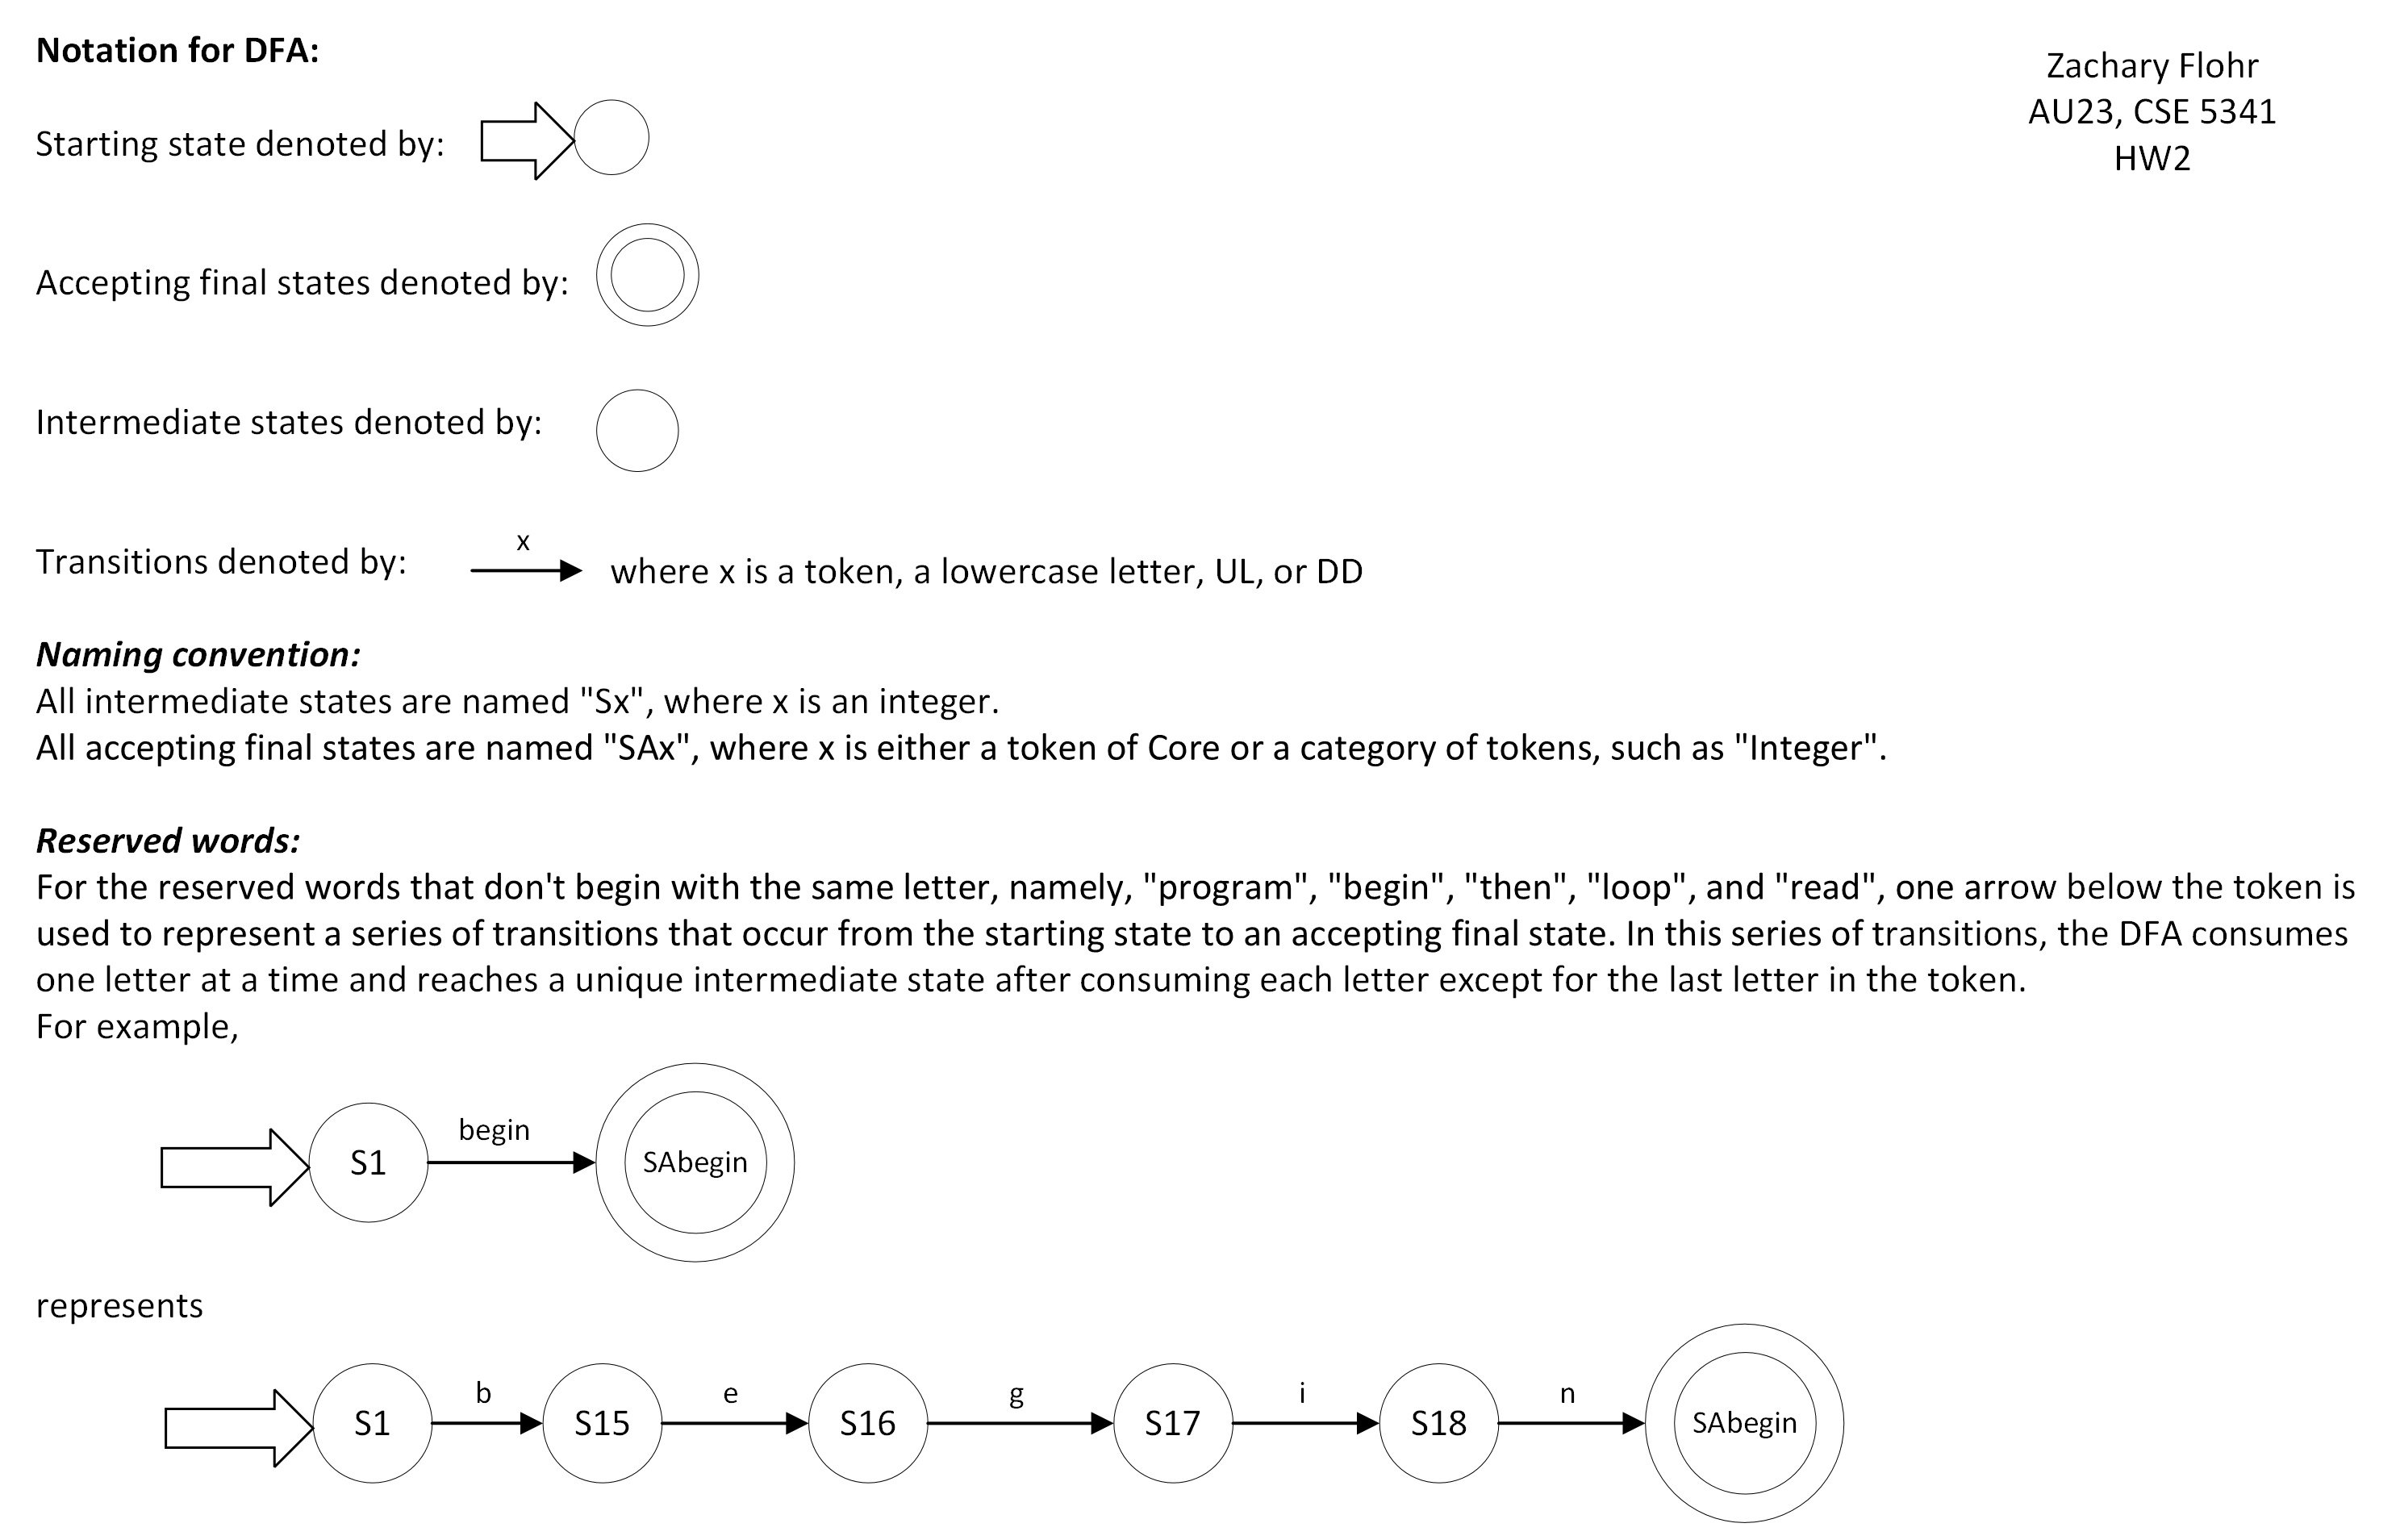 Notation for DFA:
Zachary Flohr
AU23, CSE 5341
HW2
Starting state denoted by:
Accepting final states denoted by:
Intermediate states denoted by:
Transitions denoted by:
x
where x is a token, a lowercase letter, UL, or DD
Naming convention:
All intermediate states are named "Sx", where x is an integer.
All accepting final states are named "SAx", where x is either a token of Core or a category of tokens, such as "Integer".
Reserved words:
For the reserved words that don't begin with the same letter, namely, "program", "begin", "then", "loop", and "read", one arrow below the token is
used to represent a series of transitions that occur from the starting state to an accepting final state. In this series of transitions, the DFA consumes
one letter at a time and reaches a unique intermediate state after consuming each letter except for the last letter in the token.
For example,
S1
begin
SAbegin
represents
S1
b
S15
e
S16
g
S17
i
S18
n
SAbegin